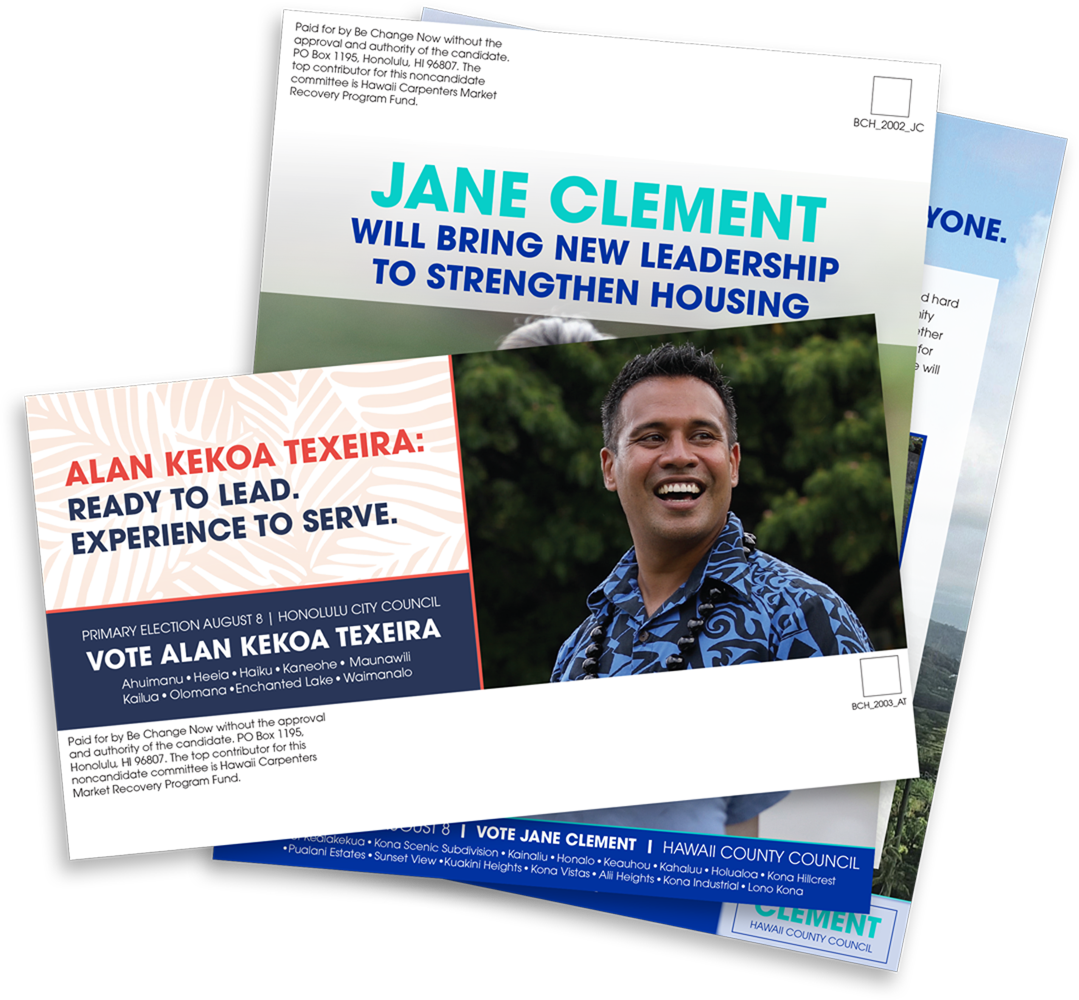 Paid for by Be Change Now without the
approval and authority of the candidate.
PO Box 1195, Honolulu, HI 96807. The
top contributor for this noncandidate
committee is Hawaii Carpenters Market
Recovery Program Fund.
BCH_2002_JC
JANE CLEMENT
WILL BRING NEW LEADERSHIP
TO STRENGTHEN HOUSING
YONE.
d hard
for
will
ALAN KEKOA TEXEIRA:
READY TO LEAD.
EXPERIENCE TO SERVE.
PRIMARY ELECTION AUGUST 8 | HONOLULU CITY COUNCIL
VOTE ALAN KEKOA TEXEIRA
Ahuimanu • Heeia • Haiku • Kaneohe • Maunawili
Kailua • Olomana • Enchanted Lake • Waimanalo
BCH_2003_AT
Paid for by Be Change Now without the approval
and authority of the candidate. PO Box 1195,
Honolulu, HI 96807. The top contributor for this
noncandidate committee is Hawaii Carpenters
Market Recovery Program Fund.
8 | VOTE JANE CLEMENT | HAWAII COUNTY COUNCIL
Kealakekua • Kona Scenic Subdivision • Kainaliu • Honalo • Keauhou • Kahaluu • Holualoa • Kona Hillcrest
• Pualani Estates • Sunset View • Kuakini Heights • Kona Vistas • Alii Heights • Kona Industrial • Lono Kona
CLEMENT
HAWAII COUNTY COUNCIL